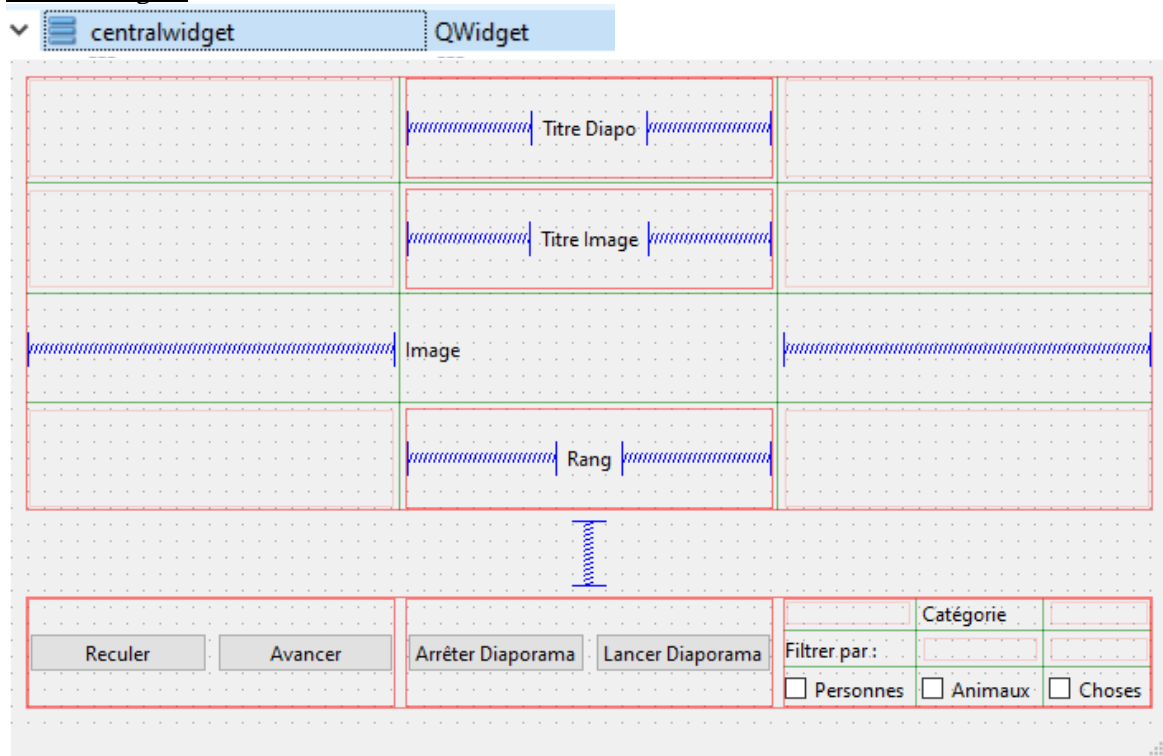 centralwidget QWidget
Titre Diapo
Titre Image
Image
Rang
Catégorie
Reculer Avancer Arrêter Diaporama Lancer Diaporama Filtrer par :
Personnes Animaux Choses